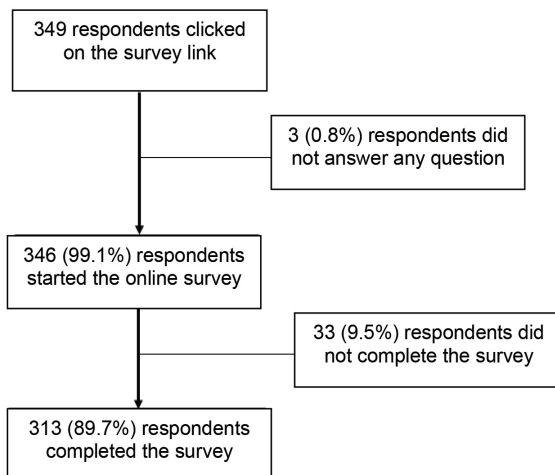 349 respondents clicked
on the survey link
3 (0.8%) respondents did
not answer any question
346 (99.1%) respondents
started the online survey
33 (9.5%) respondents did
not complete the survey
313 (89.7%) respondents
completed the survey